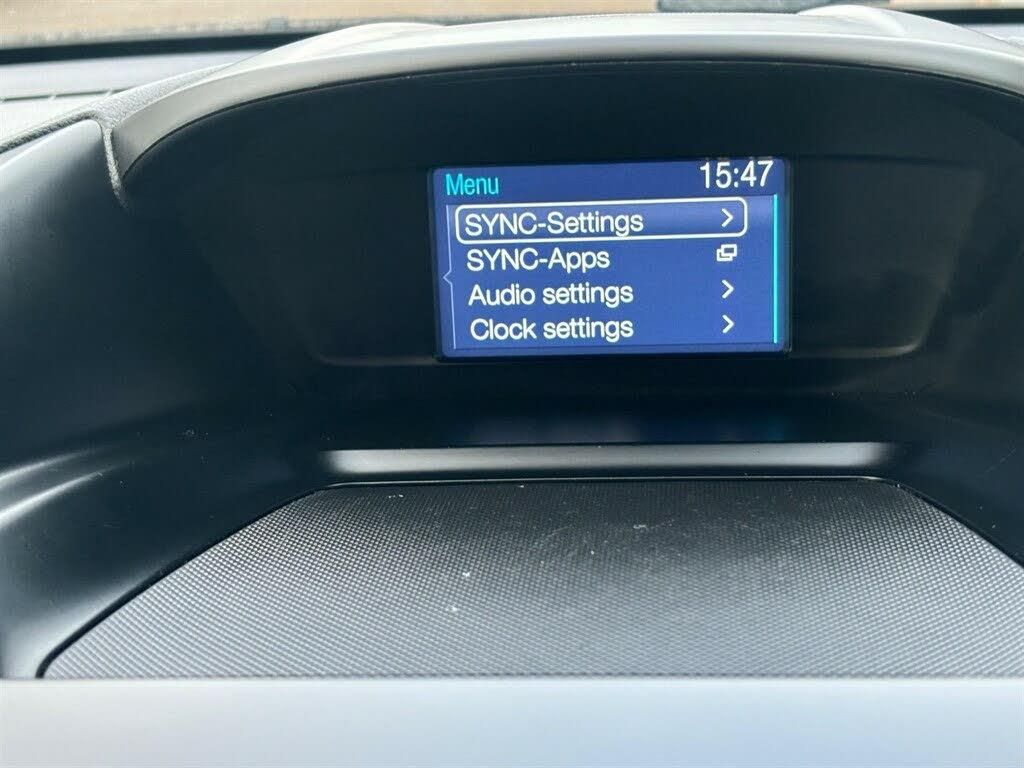 Menu 15:47
SYNC-Settings
SYNC-Apps
Audio settings
Clock settings